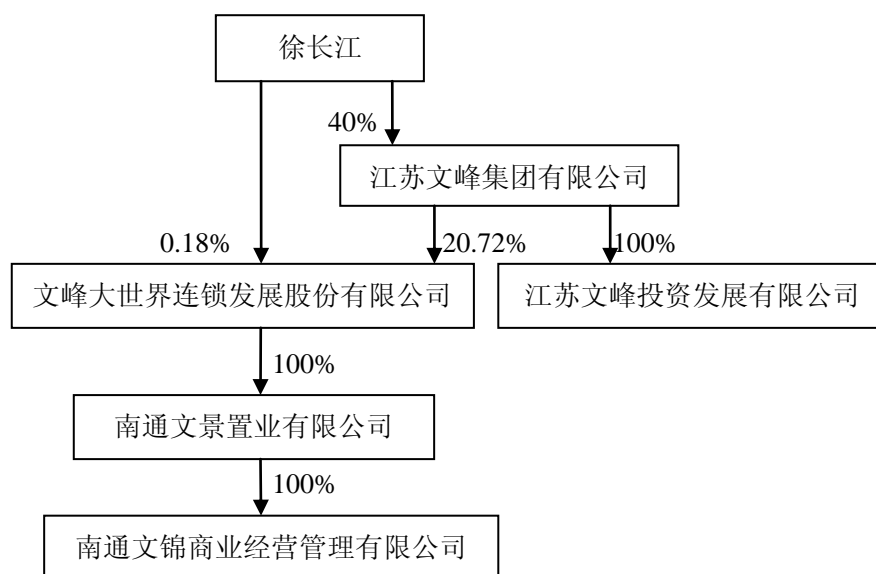 徐长江
40%
江苏文峰集团有限公司
0.18%
20.72%
100%
文峰大世界连锁发展股份有限公司
江苏文峰投资发展有限公司
100%
南通文景置业有限公司
100%
南通文锦商业经营管理有限公司